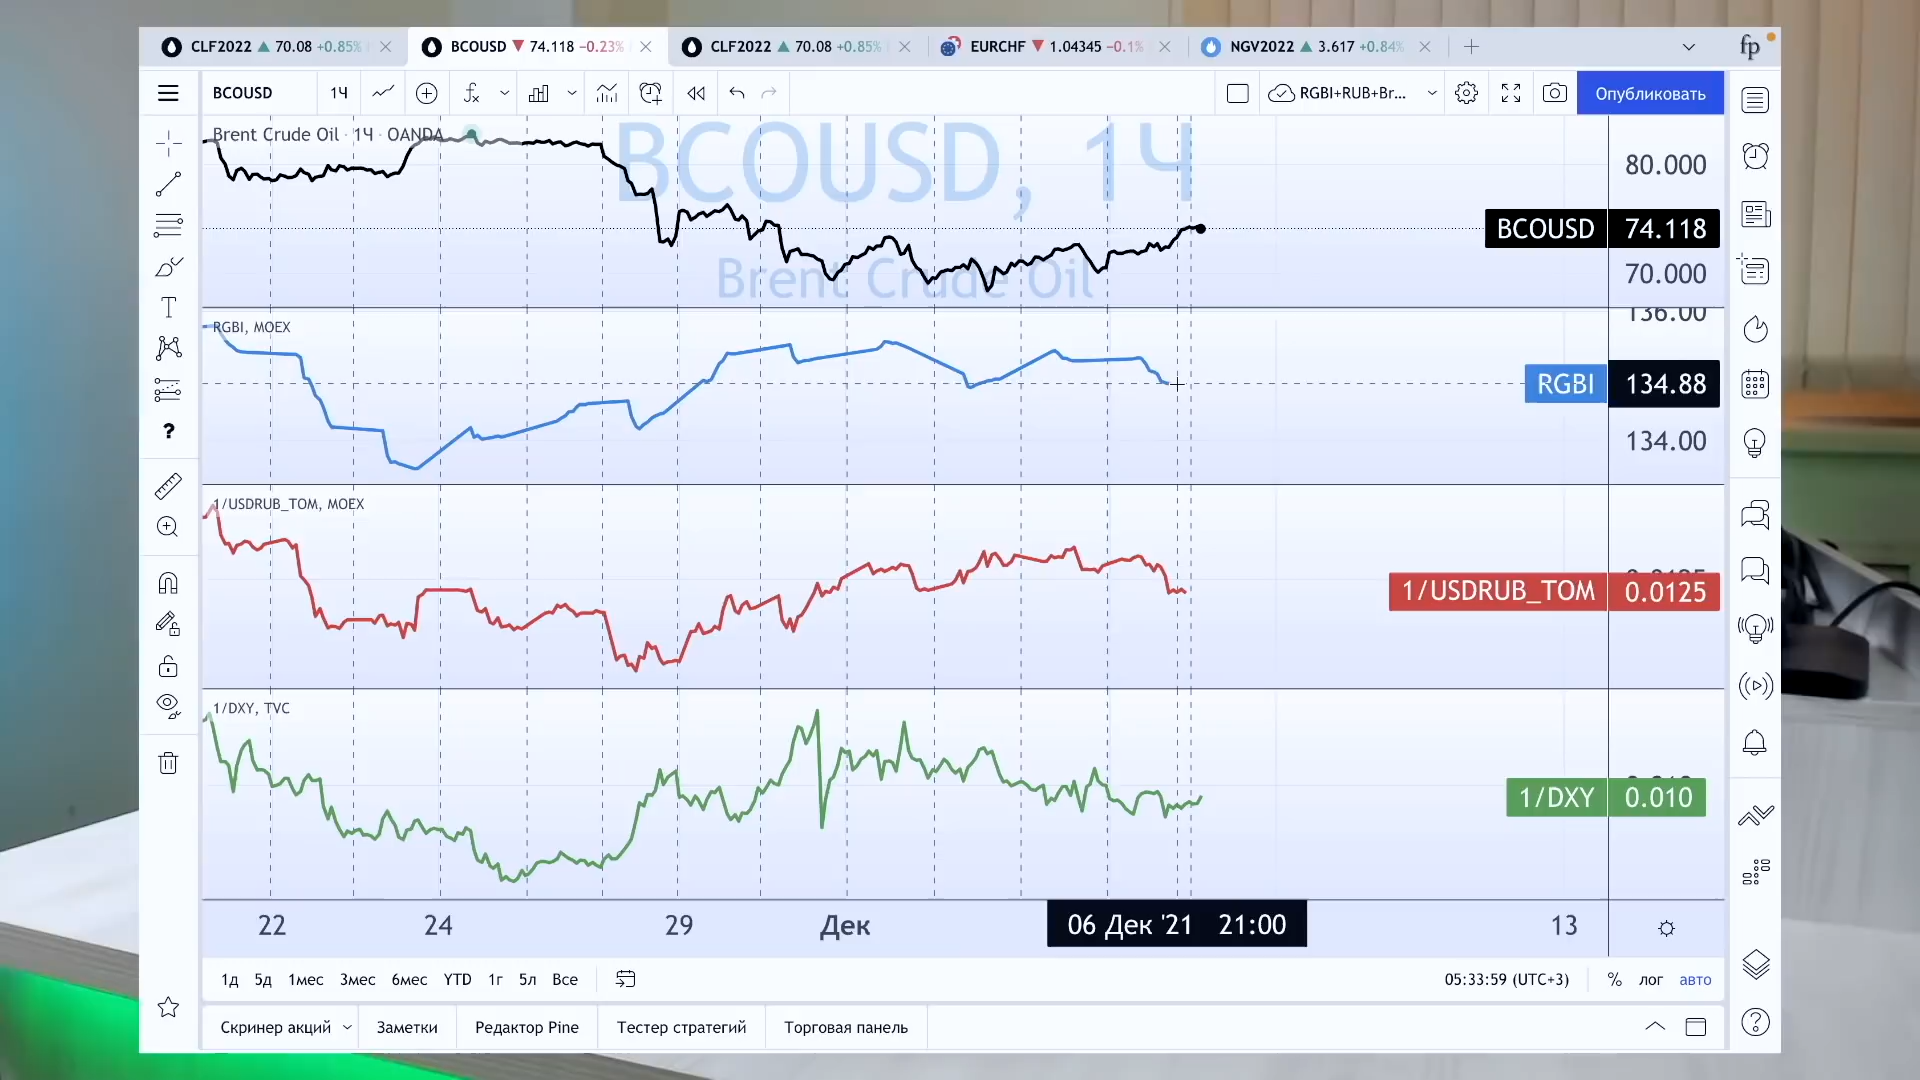 CLF2022 70.08 +0.85%
BCOUSD 74.118 −0.23%
CLF2022 70.08 +0.85%
EURCHF 1.04345 −0.1%
NGV2022 3.617 +0.84%
fp
BCOUSD
1Ч
RGBI+RUB+Br...
Опубликовать
Brent Crude Oil · 1Ч · OANDA
BCOUSD, 1Ч
Brent Crude Oil
80.000
BCOUSD 74.118
70.000
RGBI, MOEX
136.00
RGBI 134.88
134.00
1/USDRUB_TOM, MOEX
1/USDRUB_TOM 0.0125
1/DXY, TVC
1/DXY 0.010
22 24 29 Дек 06 Дек '21 21:00 13
1д 5д 1мес 3мес 6мес YTD 1г 5л Все
05:33:59 (UTC+3) % лог авто
Скринер акций Заметки Редактор Pine Тестер стратегий Торговая панель